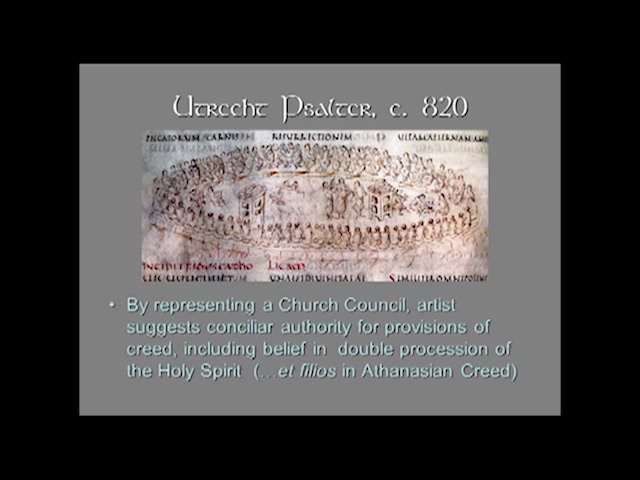 Utrecht Psalter, c. 820
RESURRECTIONEM
• By representing a Church Council, artist
suggests conciliar authority for provisions of
creed, including belief in double procession of
the Holy Spirit (…et filios in Athanasian Creed)